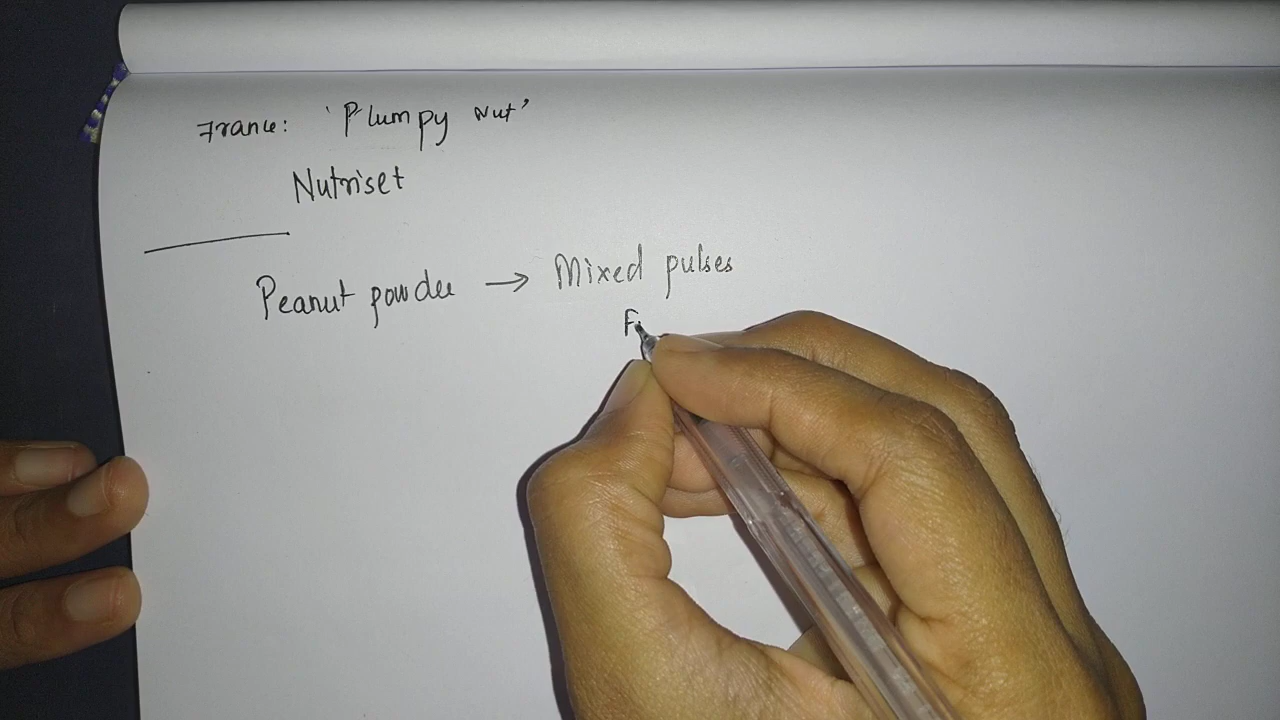 France: 'Plumpy Nut'
Nutriset
Peanut powder → Mixed pulses
F